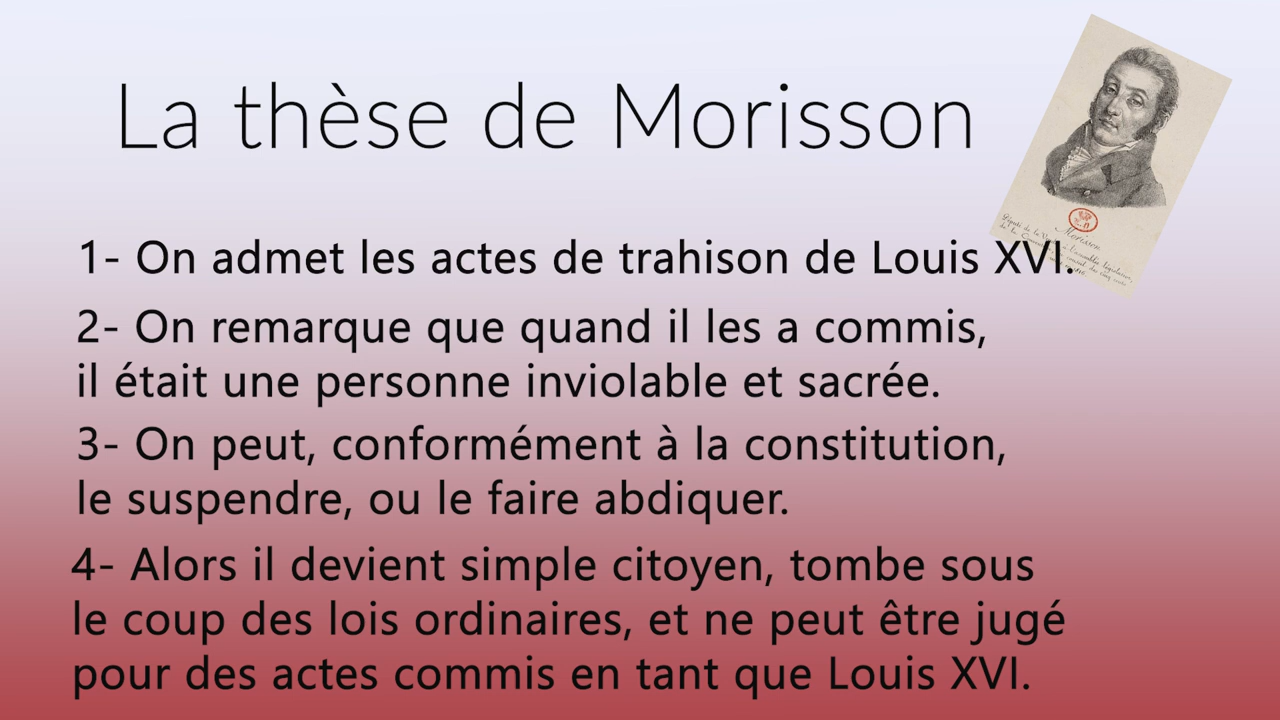 La thèse de Morisson
Morisson
1- On admet les actes de trahison de Louis XVI.
2- On remarque que quand il les a commis,
il était une personne inviolable et sacrée.
3- On peut, conformément à la constitution,
le suspendre, ou le faire abdiquer.
4- Alors il devient simple citoyen, tombe sous
le coup des lois ordinaires, et ne peut être jugé
pour des actes commis en tant que Louis XVI.